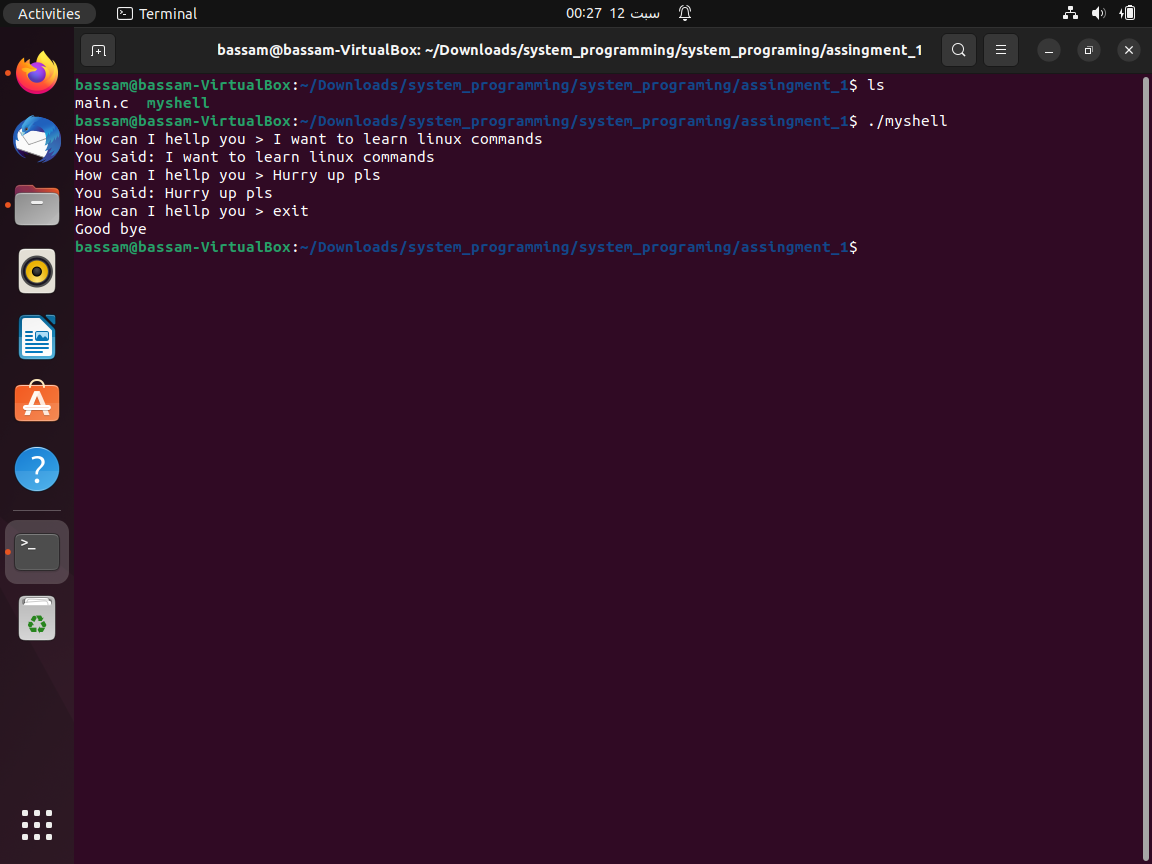 Activities
Terminal
00:27 12 سبت
bassam@bassam-VirtualBox: ~/Downloads/system_programming/system_programing/assingment_1
bassam@bassam-VirtualBox:~/Downloads/system_programming/system_programing/assingment_1$ ls
main.c  myshell
bassam@bassam-VirtualBox:~/Downloads/system_programming/system_programing/assingment_1$ ./myshell
How can I hellp you > I want to learn linux commands
You Said: I want to learn linux commands
How can I hellp you > Hurry up pls
You Said: Hurry up pls
How can I hellp you > exit
Good bye
bassam@bassam-VirtualBox:~/Downloads/system_programming/system_programing/assingment_1$